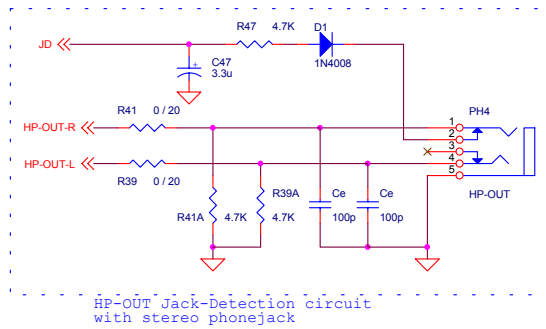 R47 4.7K D1
JD
1N4008
C47
3.3u
+
R41 0 / 20 PH4
HP-OUT-R 1
2
3
HP-OUT-L 4
5
R39 0 / 20 R39A Ce Ce HP-OUT
R41A 4.7K 4.7K 100p 100p
HP-OUT Jack-Detection circuit
with stereo phonejack